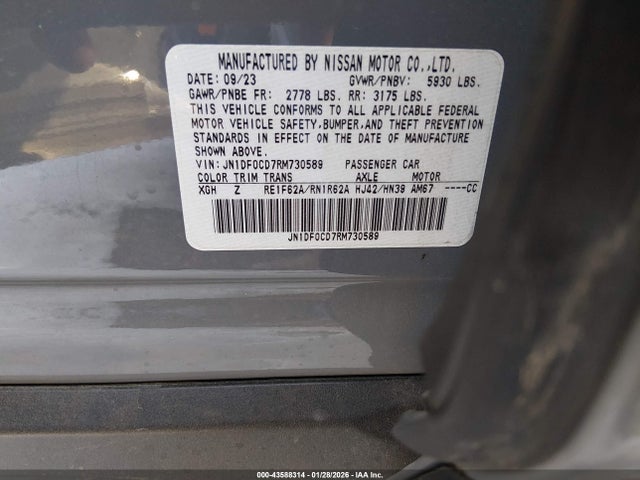 MANUFACTURED BY NISSAN MOTOR CO.,LTD.
DATE: 09/23 GVWR/PNBV: 5930 LBS.
GAWR/PNBE FR: 2778 LBS. RR: 3175 LBS.
THIS VEHICLE CONFORMS TO ALL APPLICABLE FEDERAL
MOTOR VEHICLE SAFETY,BUMPER,AND THEFT PREVENTION
STANDARDS IN EFFECT ON THE DATE OF MANUFACTURE
SHOWN ABOVE.
VIN: JN1DF0CD7RM730589 PASSENGER CAR
COLOR TRIM TRANS AXLE MOTOR
XGH Z RE1F62A/RN1R62A HJ42/HN39 AM67 ----CC
JN1DF0CD7RM730589
000-43588314 | 01/28/2026 | IAA Inc.